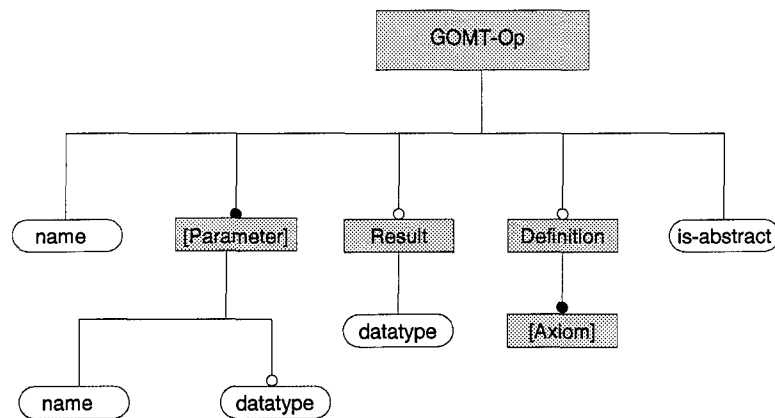 GOMT-Op
name
[Parameter]
Result
Definition
is-abstract
datatype
[Axiom]
name
datatype